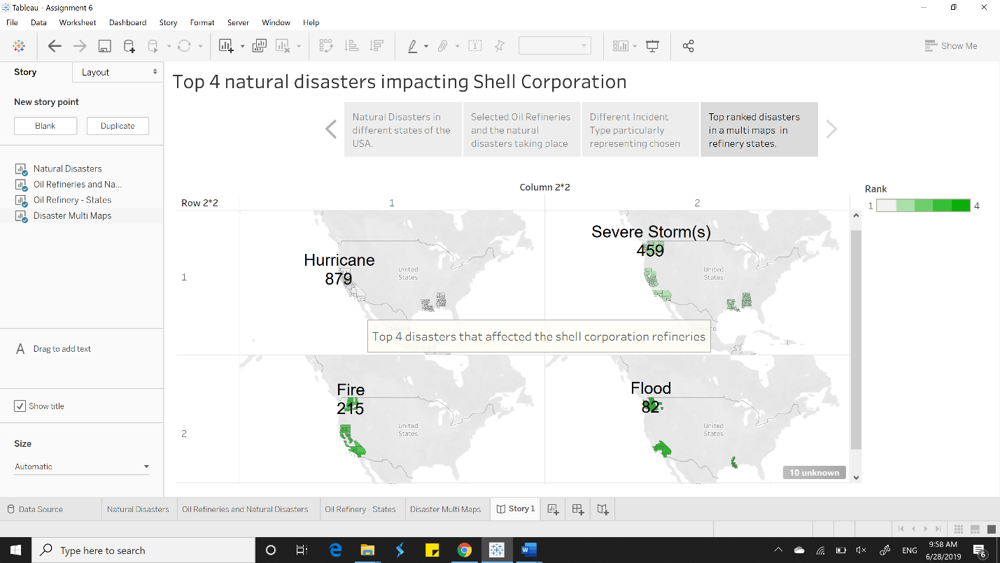 Tableau - Assignment 6
File Data Worksheet Dashboard Story Format Server Window Help
Show Me
Story Layout
New story point
Blank Duplicate
Natural Disasters
Oil Refineries and Na...
Oil Refinery - States
Disaster Multi Maps
Drag to add text
Show title
Size
Automatic
Top 4 natural disasters impacting Shell Corporation
Natural Disasters in
different states of the
USA.
Selected Oil Refineries
and the natural
disasters taking place
Different Incident
Type particularly
representing chosen
Top ranked disasters
in a multi maps in
refinery states.
Column 2*2
Row 2*2 1 2
Rank
1 4
1
Hurricane
879
United
States
Severe Storm(s)
459
United
States
Top 4 disasters that affected the shell corporation refineries
2
Fire
215
United
States
Flood
82
United
States
10 unknown
Data Source Natural Disasters Oil Refineries and Natural Disasters Oil Refinery - States Disaster Multi Maps Story 1
Type here to search
ENG
9:58 AM
6/28/2019
6